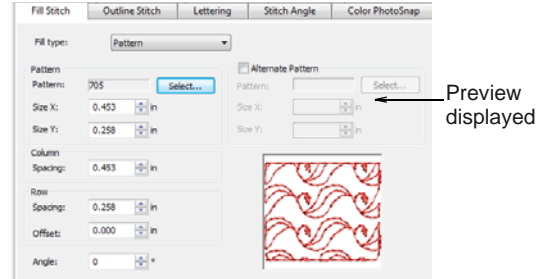 Fill Stitch Outline Stitch Lettering Stitch Angle Color PhotoSnap
Fill type: Pattern
Pattern
Pattern: 705 Select...
Size X: 0.453 in
Size Y: 0.258 in
Alternate Pattern
Pattern: Select...
Size X: in
Size Y: in
Preview
displayed
Column
Spacing: 0.453 in
Row
Spacing: 0.258 in
Offset: 0.000 in
Angle: 0 °